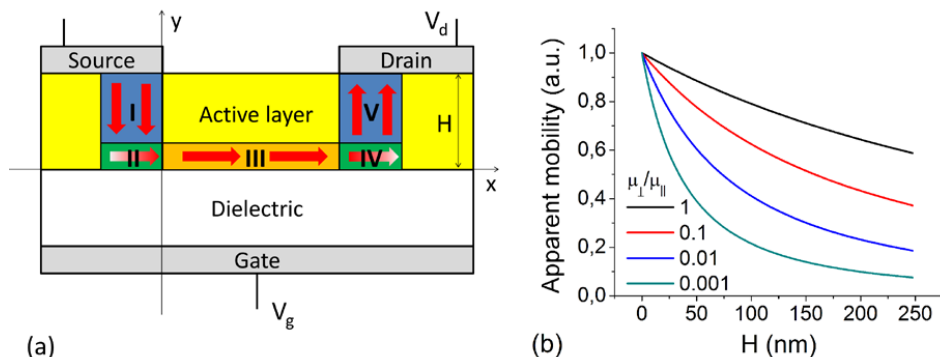 y
V_d
Source
Drain
I
V
Active layer
H
II
III
IV
x
Dielectric
Gate
V_g
(a)
Apparent mobility (a.u.)
1,0
0,8
0,6
0,4
0,2
0,0
μ⊥/μ∥
1
0.1
0.01
0.001
0 50 100 150 200 250
H (nm)
(b)